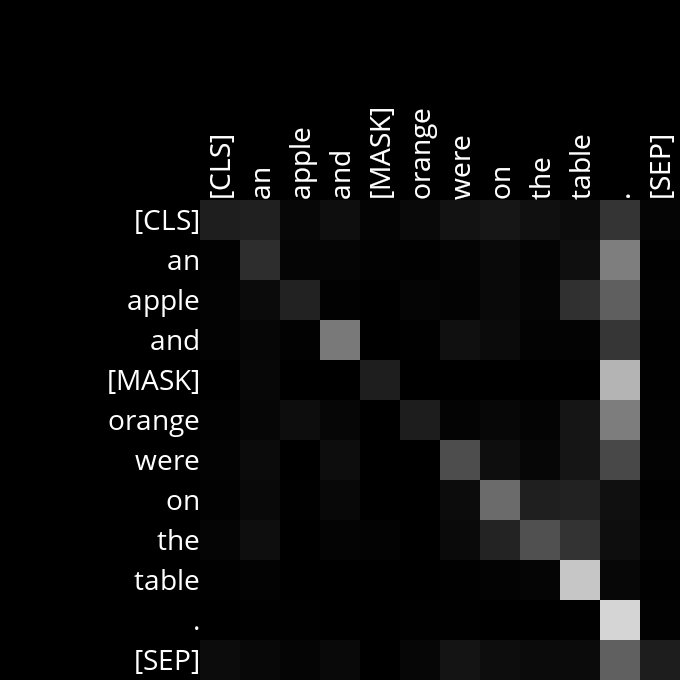 [CLS] an apple and [MASK] orange were on the table . [SEP]
[CLS]
an
apple
and
[MASK]
orange
were
on
the
table
.
[SEP]